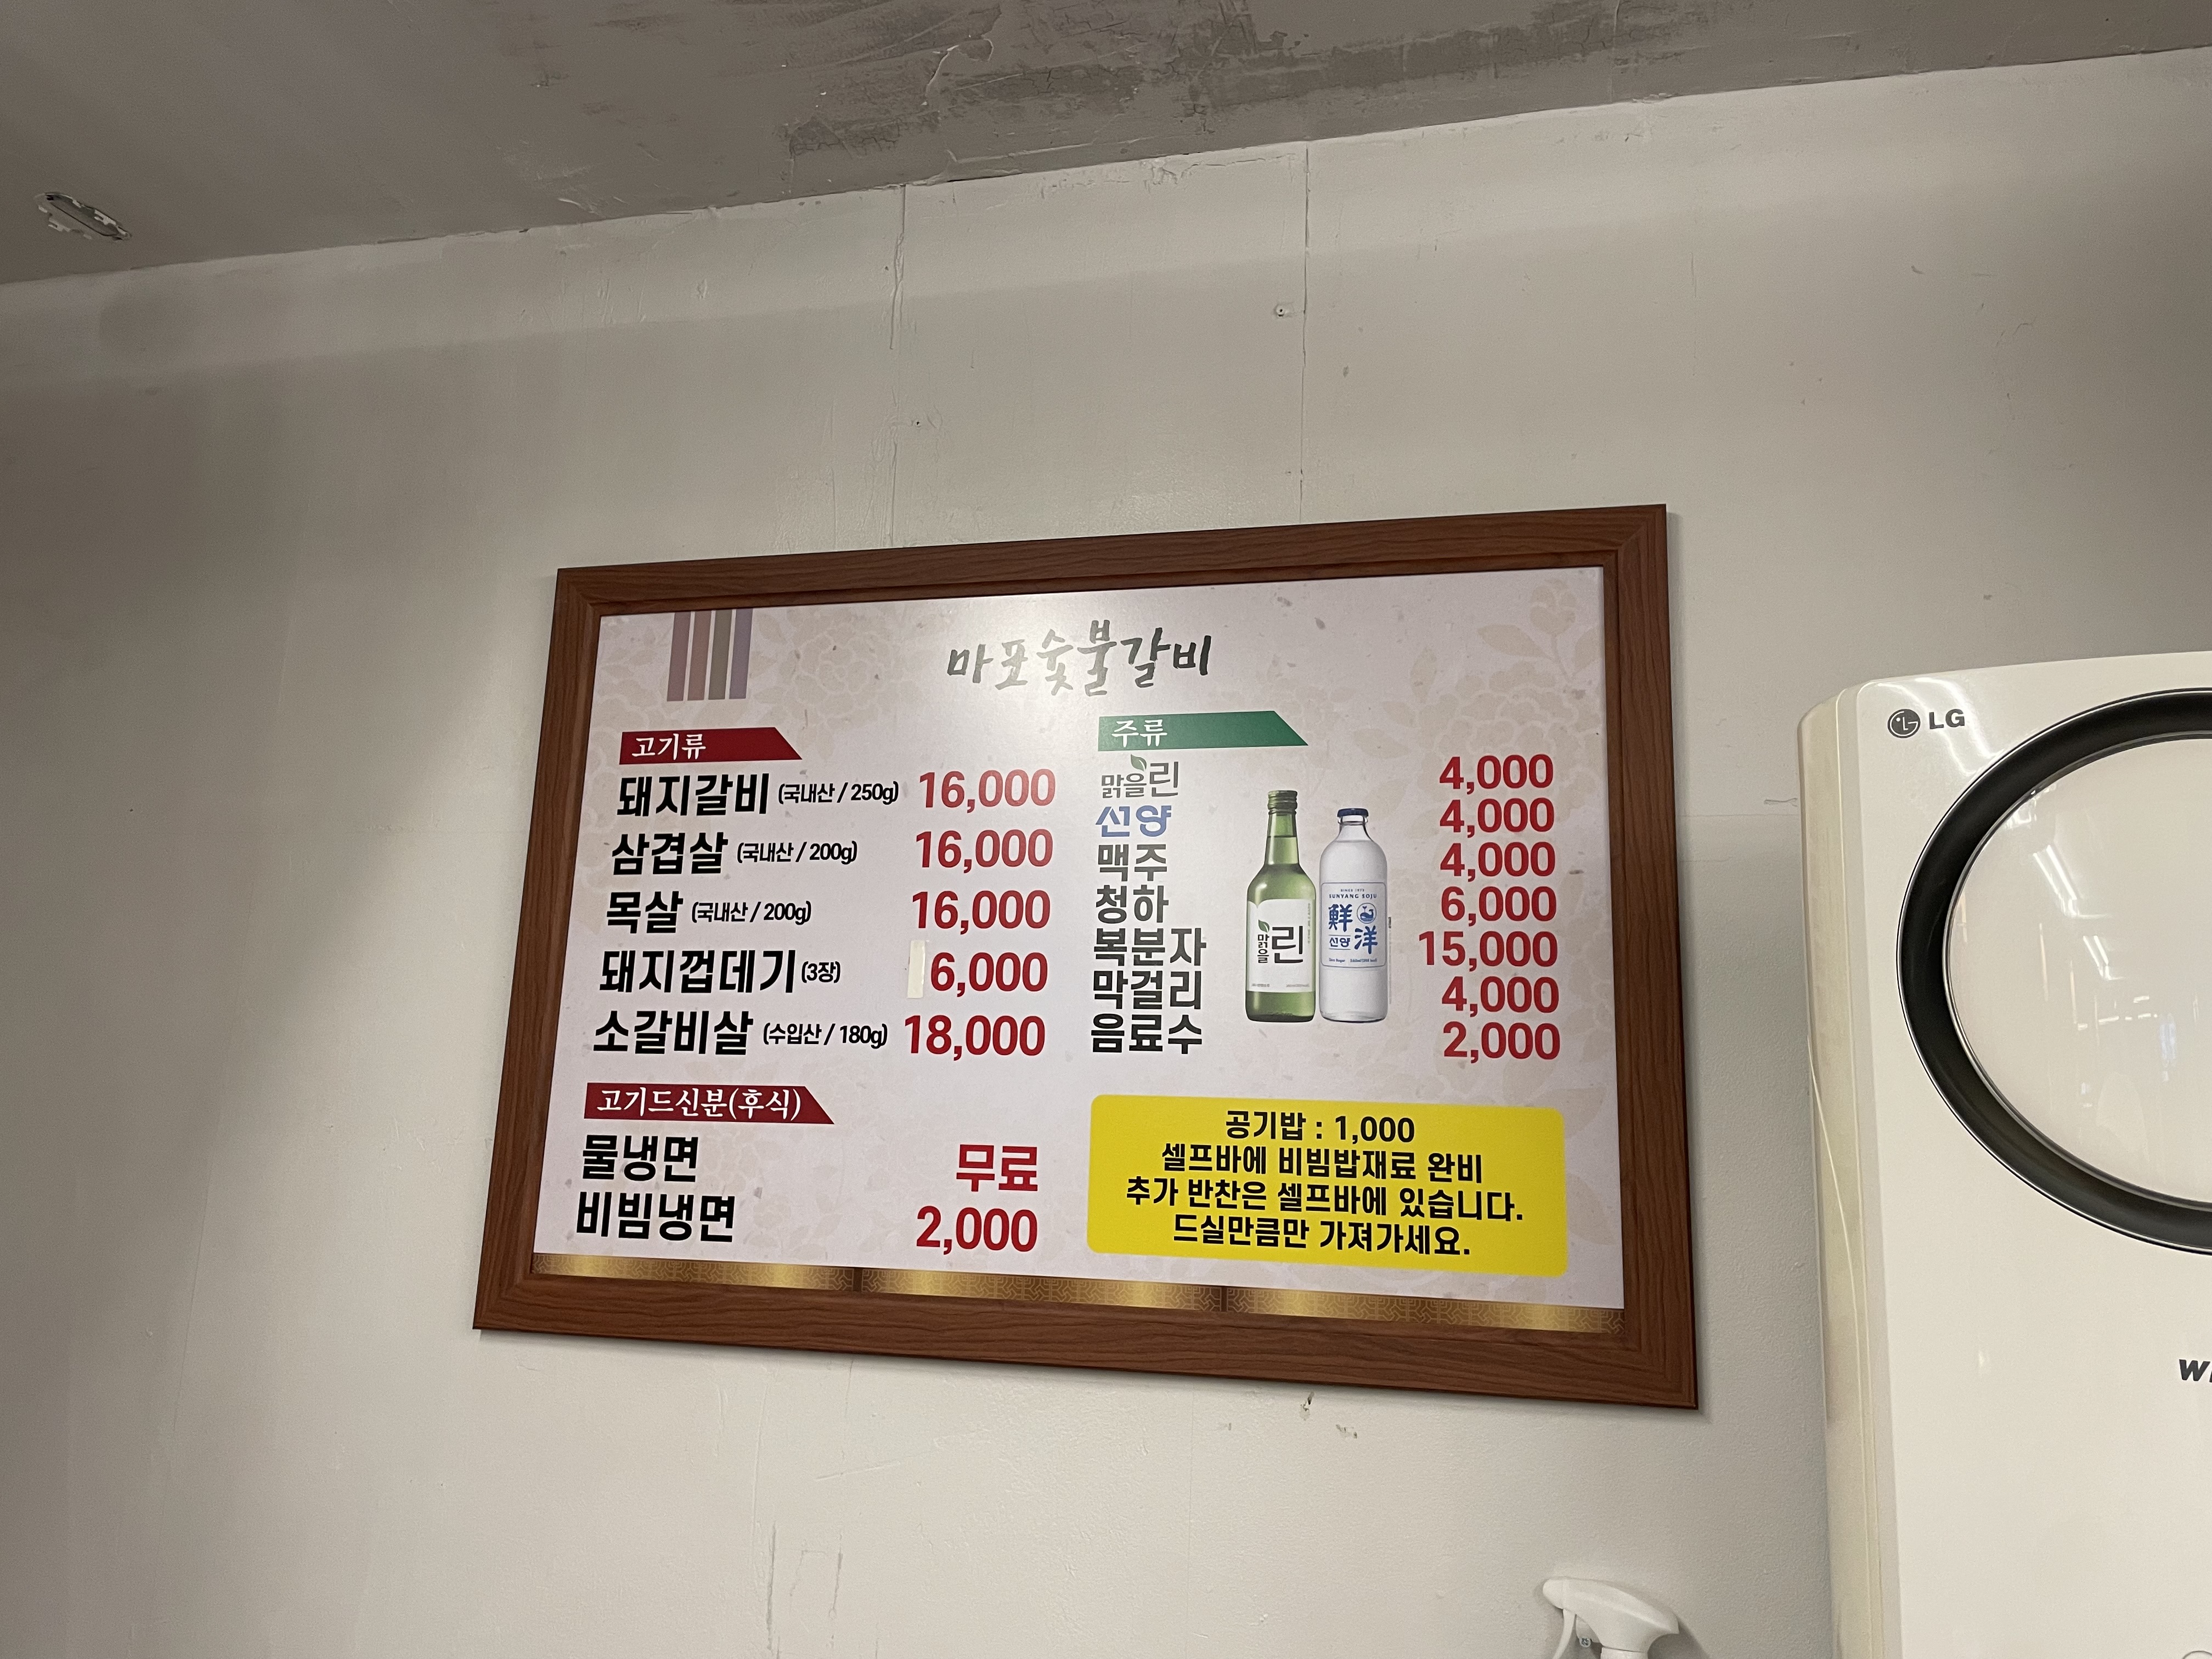 마포숯불갈비
고기류
돼지갈비 (국내산 / 250g) 16,000
삼겹살 (국내산 / 200g) 16,000
목살 (국내산 / 200g) 16,000
돼지껍데기 (3장) 6,000
소갈비살 (수입산 / 180g) 18,000
고기드신분(후식)
물냉면 무료
비빔냉면 2,000
주류
맑을린 4,000
선양 4,000
맥주 4,000
청하 6,000
복분자 15,000
막걸리 4,000
음료수 2,000
맑을린
SUNYANG SOJU
鮮
선양 洋
공기밥 : 1,000
셀프바에 비빔밥재료 완비
추가 반찬은 셀프바에 있습니다.
드실만큼만 가져가세요.
LG